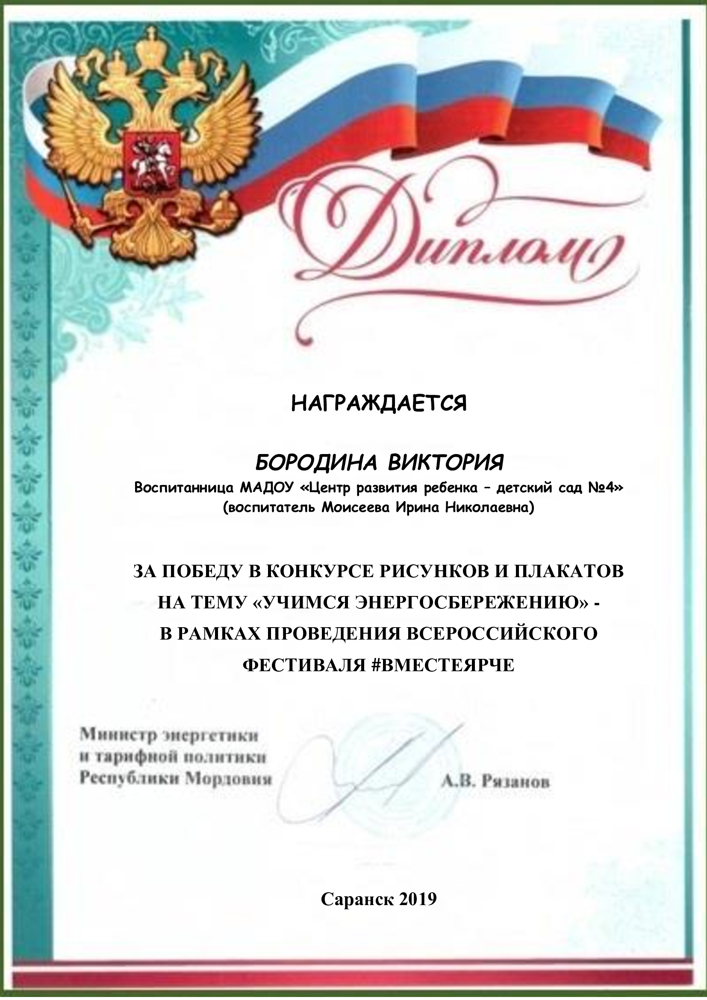 Диплом
НАГРАЖДАЕТСЯ
БОРОДИНА ВИКТОРИЯ
Воспитанница МАДОУ «Центр развития ребенка – детский сад №4»
(воспитатель Моисеева Ирина Николаевна)
ЗА ПОБЕДУ В КОНКУРСЕ РИСУНКОВ И ПЛАКАТОВ
НА ТЕМУ «УЧИМСЯ ЭНЕРГОСБЕРЕЖЕНИЮ» -
В РАМКАХ ПРОВЕДЕНИЯ ВСЕРОССИЙСКОГО
ФЕСТИВАЛЯ #ВМЕСТЕЯРЧЕ
Министр энергетики
и тарифной политики
Республики Мордовия
А.В. Рязанов
Саранск 2019